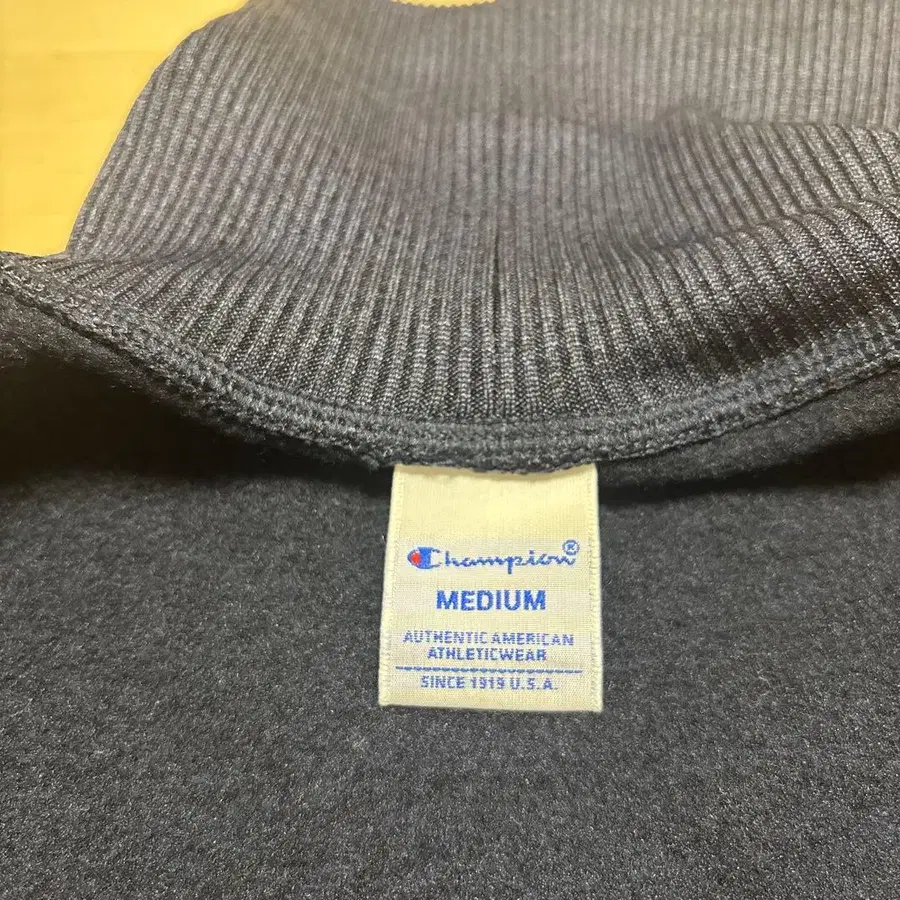 Champion®
MEDIUM
AUTHENTIC AMERICAN
ATHLETICWEAR
SINCE 1919 U.S.A.